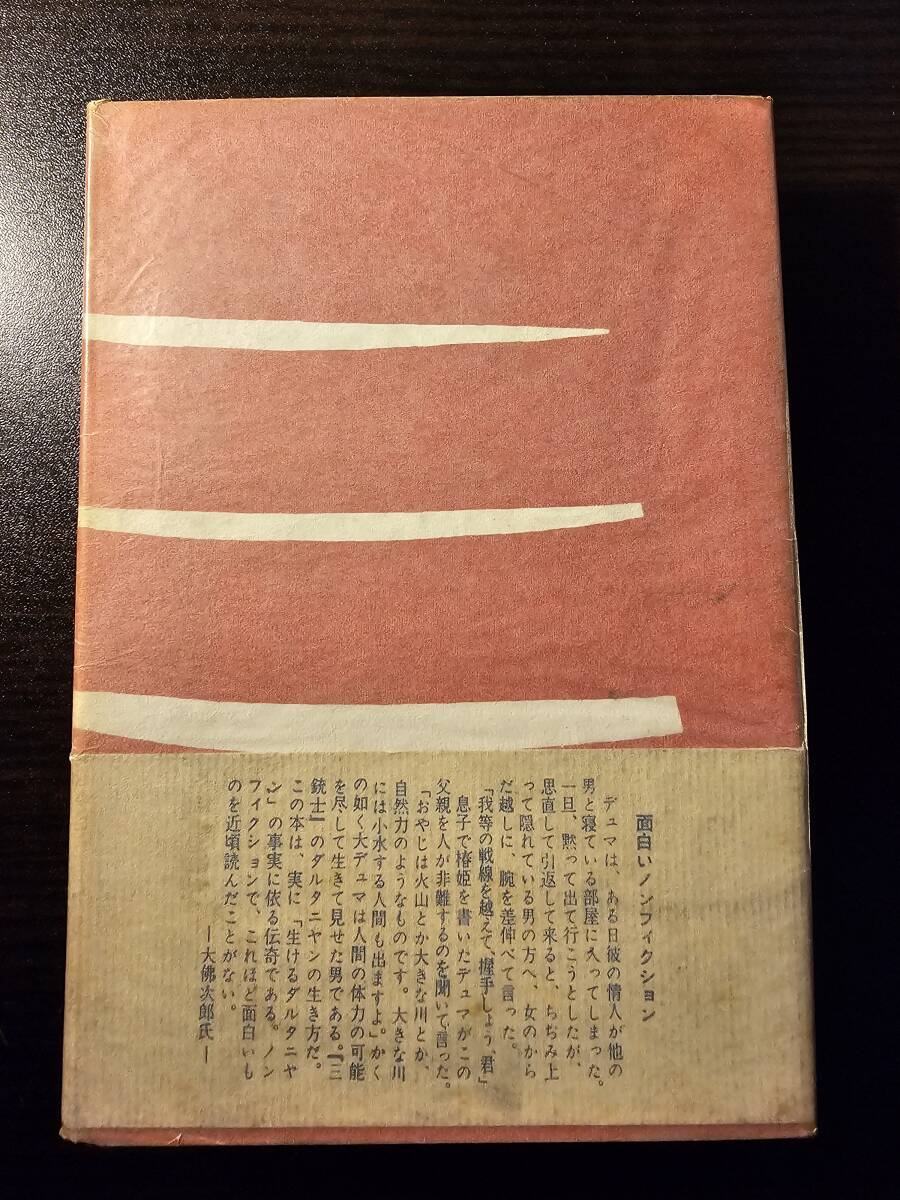 面白いノンフィクション
デュマは、ある日彼の情人が他の
男と寝ている部屋に入ってしまった。
一旦、黙って出て行こうとしたが、
思直して引返して来ると、ちぢみ上
って隠れている男の方へ、女のから
だ越しに、腕を差伸べて言った。
「我等の戦線を越えて、握手しよう、君」
息子で椿姫を書いたデュマがこの
父親を人が非難するのを聞いて言った。
「おやじは火山とか大きな川とか、
自然力のようなものです。大きな川
には小水する人間も出ますよ。」かく
の如く大デュマは人間の体力の可能
を尽して生きて見せた男である。『三
銃士』のダルタニヤンの生き方だ。
この本は、実に「生けるダルタニヤ
ン」の事実に依る伝奇である。ノン
フィクションで、これほど面白いも
のを近頃読んだことがない。
―大佛次郎氏―